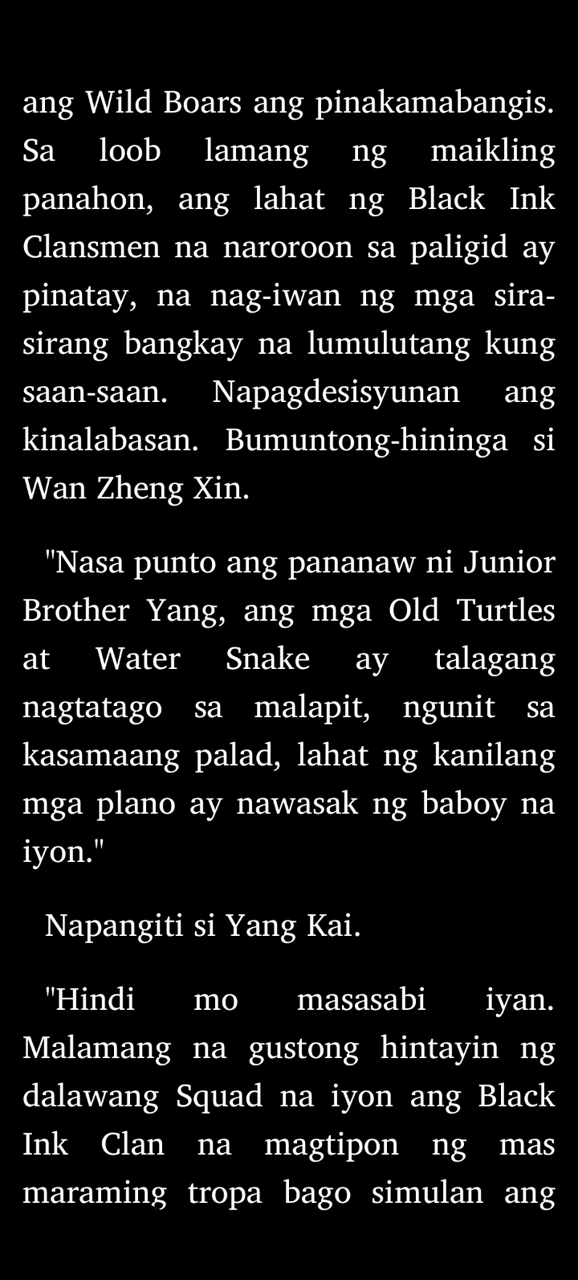 ang Wild Boars ang pinakamabangis.
Sa loob lamang ng maikling
panahon, ang lahat ng Black Ink
Clansmen na naroroon sa paligid ay
pinatay, na nag-iwan ng mga sira-
sirang bangkay na lumulutang kung
saan-saan. Napagdesisyunan ang
kinalabasan. Bumuntong-hininga si
Wan Zheng Xin.
"Nasa punto ang pananaw ni Junior
Brother Yang, ang mga Old Turtles
at Water Snake ay talagang
nagtatago sa malapit, ngunit sa
kasamaang palad, lahat ng kanilang
mga plano ay nawasak ng baboy na
iyon."
Napangiti si Yang Kai.
"Hindi mo masasabi iyan.
Malamang na gustong hintayin ng
dalawang Squad na iyon ang Black
Ink Clan na magtipon ng mas
maraming tropa bago simulan ang